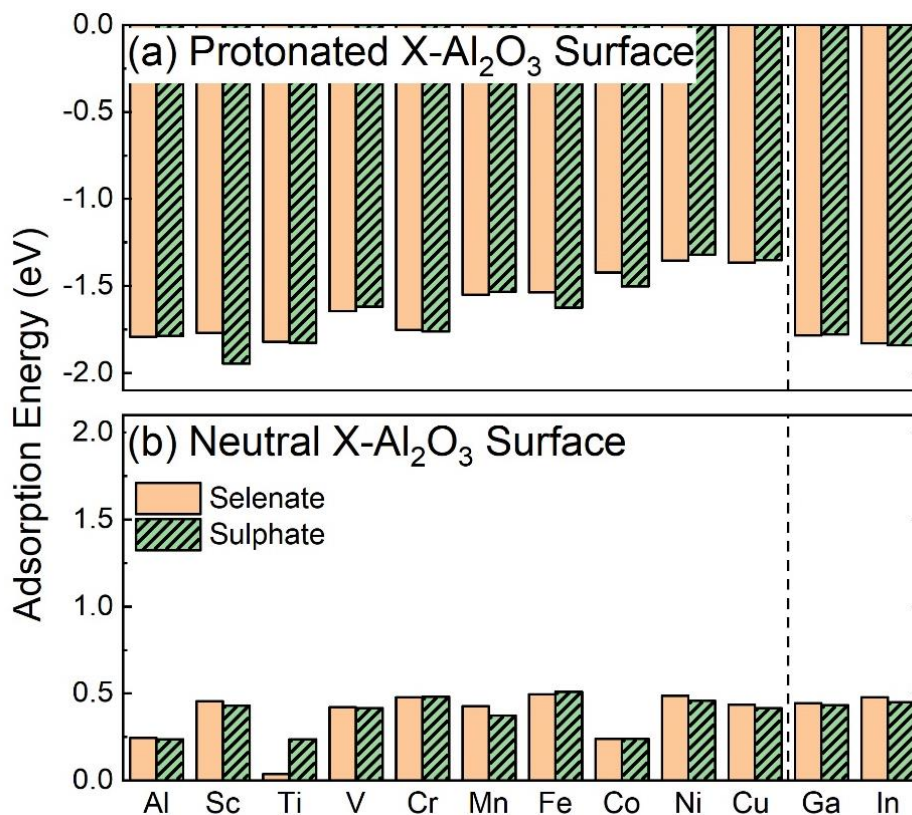 Adsorption Energy (eV)
(a) Protonated X-Al₂O₃ Surface
0.0
-0.5
-1.0
-1.5
-2.0
(b) Neutral X-Al₂O₃ Surface
Selenate
Sulphate
2.0
1.5
1.0
0.5
0.0
Al Sc Ti V Cr Mn Fe Co Ni Cu Ga In